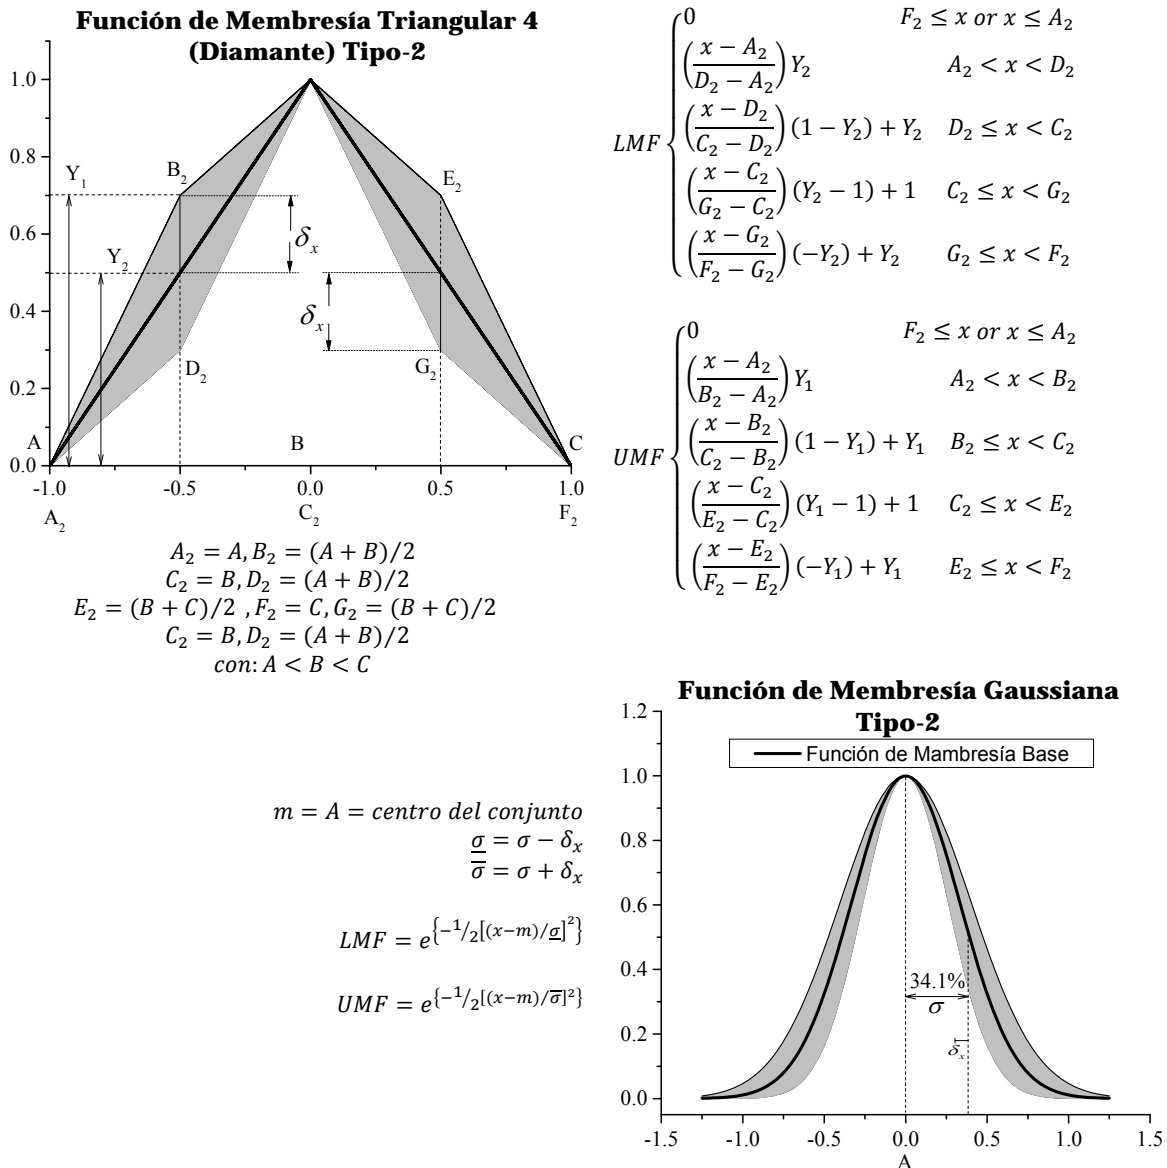 Función de Membresía Triangular 4
(Diamante) Tipo-2
1.0
0.8
0.6
0.4
0.2
0.0
Y₁
B₂
E₂
Y₂
δₓ
δₓ
D₂
G₂
A
B
C
-1.0
-0.5
0.0
0.5
1.0
A₂
C₂
F₂
A₂ = A, B₂ = (A + B)/2
C₂ = B, D₂ = (A + B)/2
E₂ = (B + C)/2 , F₂ = C, G₂ = (B + C)/2
C₂ = B, D₂ = (A + B)/2
con: A < B < C
LMF {
0 F₂ ≤ x or x ≤ A₂
((x − A₂)/(D₂ − A₂)) Y₂ A₂ < x < D₂
((x − D₂)/(C₂ − D₂)) (1 − Y₂) + Y₂ D₂ ≤ x < C₂
((x − C₂)/(G₂ − C₂)) (Y₂ − 1) + 1 C₂ ≤ x < G₂
((x − G₂)/(F₂ − G₂)) (−Y₂) + Y₂ G₂ ≤ x < F₂
UMF {
0 F₂ ≤ x or x ≤ A₂
((x − A₂)/(B₂ − A₂)) Y₁ A₂ < x < B₂
((x − B₂)/(C₂ − B₂)) (1 − Y₁) + Y₁ B₂ ≤ x < C₂
((x − C₂)/(E₂ − C₂)) (Y₁ − 1) + 1 C₂ ≤ x < E₂
((x − E₂)/(F₂ − E₂)) (−Y₁) + Y₁ E₂ ≤ x < F₂
m = A = centro del conjunto
σ̲ = σ − δₓ
σ̅ = σ + δₓ
LMF = e^{−1/2[(x−m)/σ̲]²}
UMF = e^{−1/2[(x−m)/σ̅]²}
Función de Membresía Gaussiana
Tipo-2
Función de Mambresía Base
1.2
1.0
0.8
0.6
0.4
0.2
0.0
34.1%
σ
δₓ
-1.5
-1.0
-0.5
0.0
0.5
1.0
1.5
A